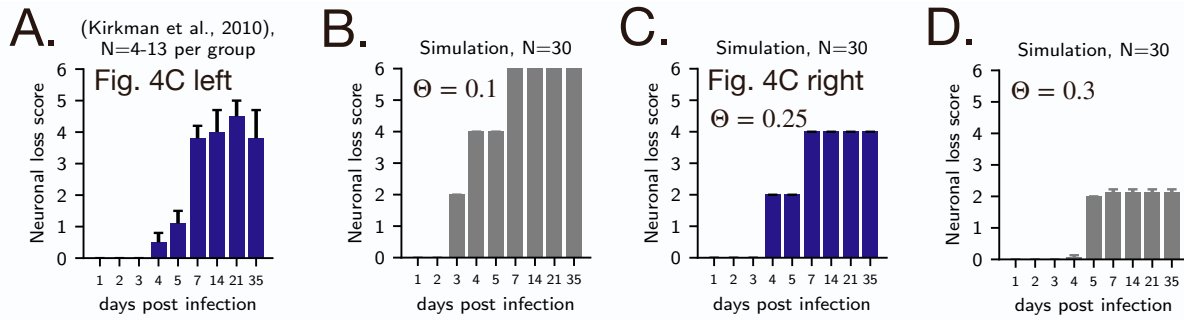 A.
(Kirkman et al., 2010),
N=4-13 per group
Fig. 4C left
Neuronal loss score
6
5
4
3
2
1
0
1 2 3 4 5 7 14 21 35
days post infection
B.
Simulation, N=30
Θ = 0.1
Neuronal loss score
6
5
4
3
2
1
0
1 2 3 4 5 7 14 21 35
days post infection
C.
Simulation, N=30
Fig. 4C right
Θ = 0.25
Neuronal loss score
6
5
4
3
2
1
0
1 2 3 4 5 7 14 21 35
days post infection
D.
Simulation, N=30
Θ = 0.3
Neuronal loss score
6
5
4
3
2
1
0
1 2 3 4 5 7 14 21 35
days post infection